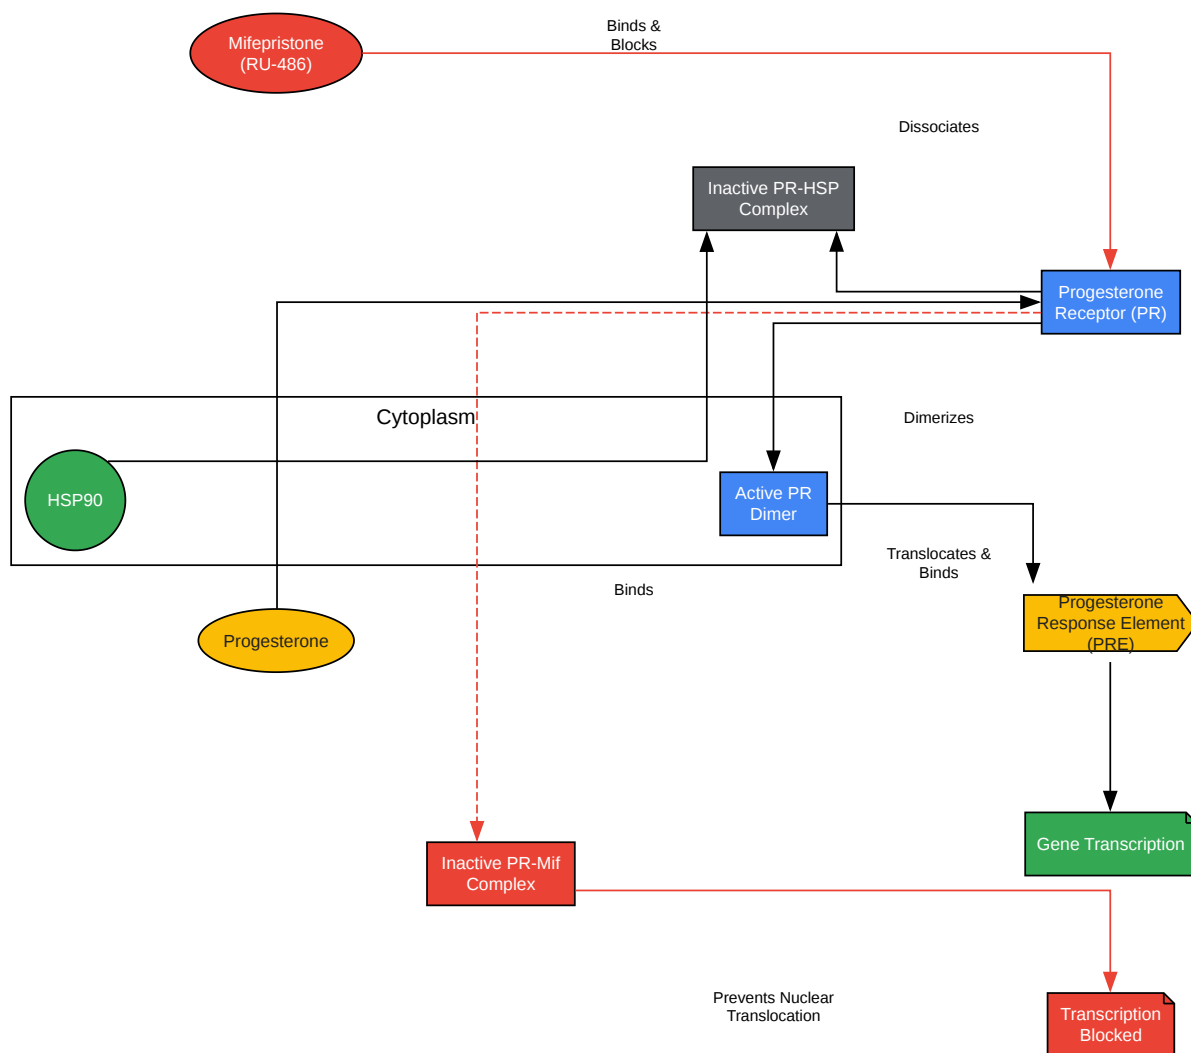 Mifepristone
(RU-486)
Binds &
Blocks
Dissociates
Inactive PR-HSP
Complex
Progesterone
Receptor (PR)
Cytoplasm
Dimerizes
HSP90
Active PR
Dimer
Translocates &
Binds
Binds
Progesterone
Response Element
(PRE)
Progesterone
Gene Transcription
Inactive PR-Mif
Complex
Prevents Nuclear
Translocation
Transcription
Blocked